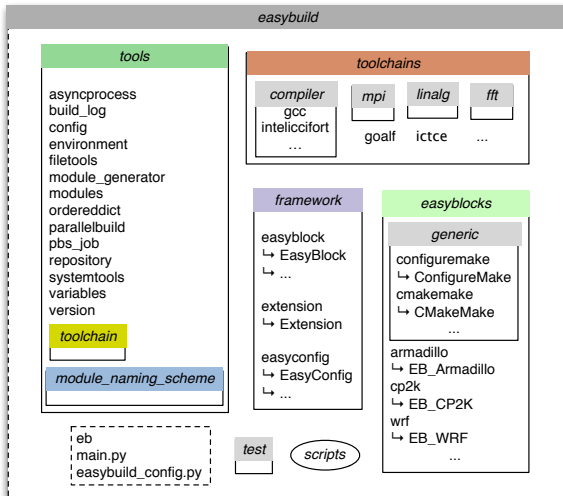 easybuild
tools
asyncprocess
build_log
config
environment
filetools
module_generator
modules
ordereddict
parallelbuild
pbs_job
repository
systemtools
variables
version
toolchain
module_naming_scheme
toolchains
compiler
gcc
inteliccifort
...
mpi
linalg
fft
goalf
ictce
...
framework
easyblock
↳ EasyBlock
↳ ...
extension
↳ Extension
easyconfig
↳ EasyConfig
↳ ...
easyblocks
generic
configuremake
↳ ConfigureMake
cmakemake
↳ CMakeMake
...
armadillo
↳ EB_Armadillo
cp2k
↳ EB_CP2K
wrf
↳ EB_WRF
...
eb
main.py
easybuild_config.py
test
scripts